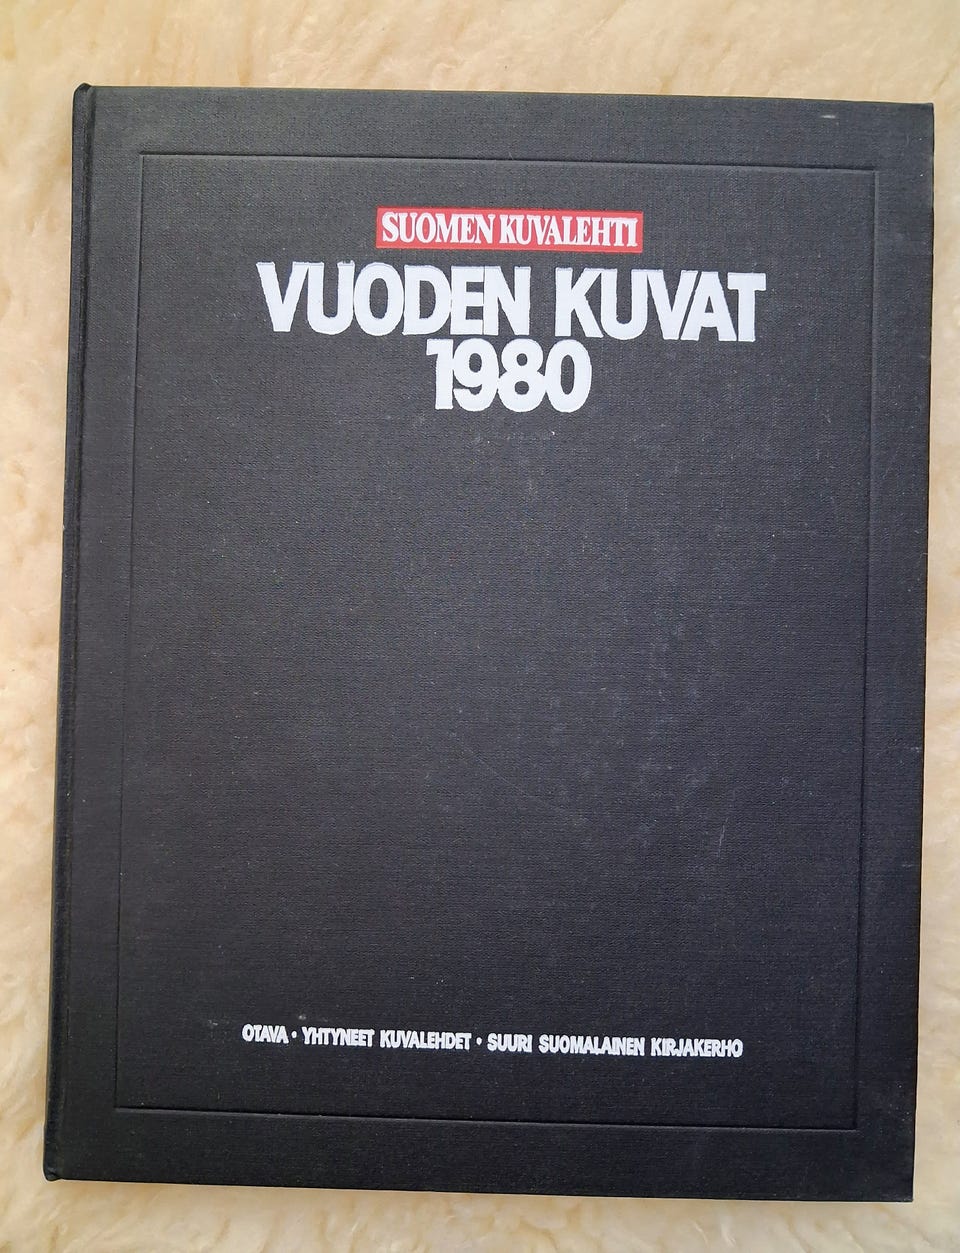 SUOMEN KUVALEHTI
VUODEN KUVAT
1980
OTAVA • YHTYNEET KUVALEHDET • SUURI SUOMALAINEN KIRJAKERHO